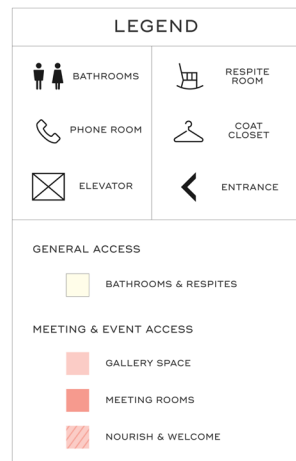 LEGEND
BATHROOMS
RESPITE
ROOM
PHONE ROOM
COAT
CLOSET
ELEVATOR
ENTRANCE
GENERAL ACCESS
BATHROOMS & RESPITES
MEETING & EVENT ACCESS
GALLERY SPACE
MEETING ROOMS
NOURISH & WELCOME